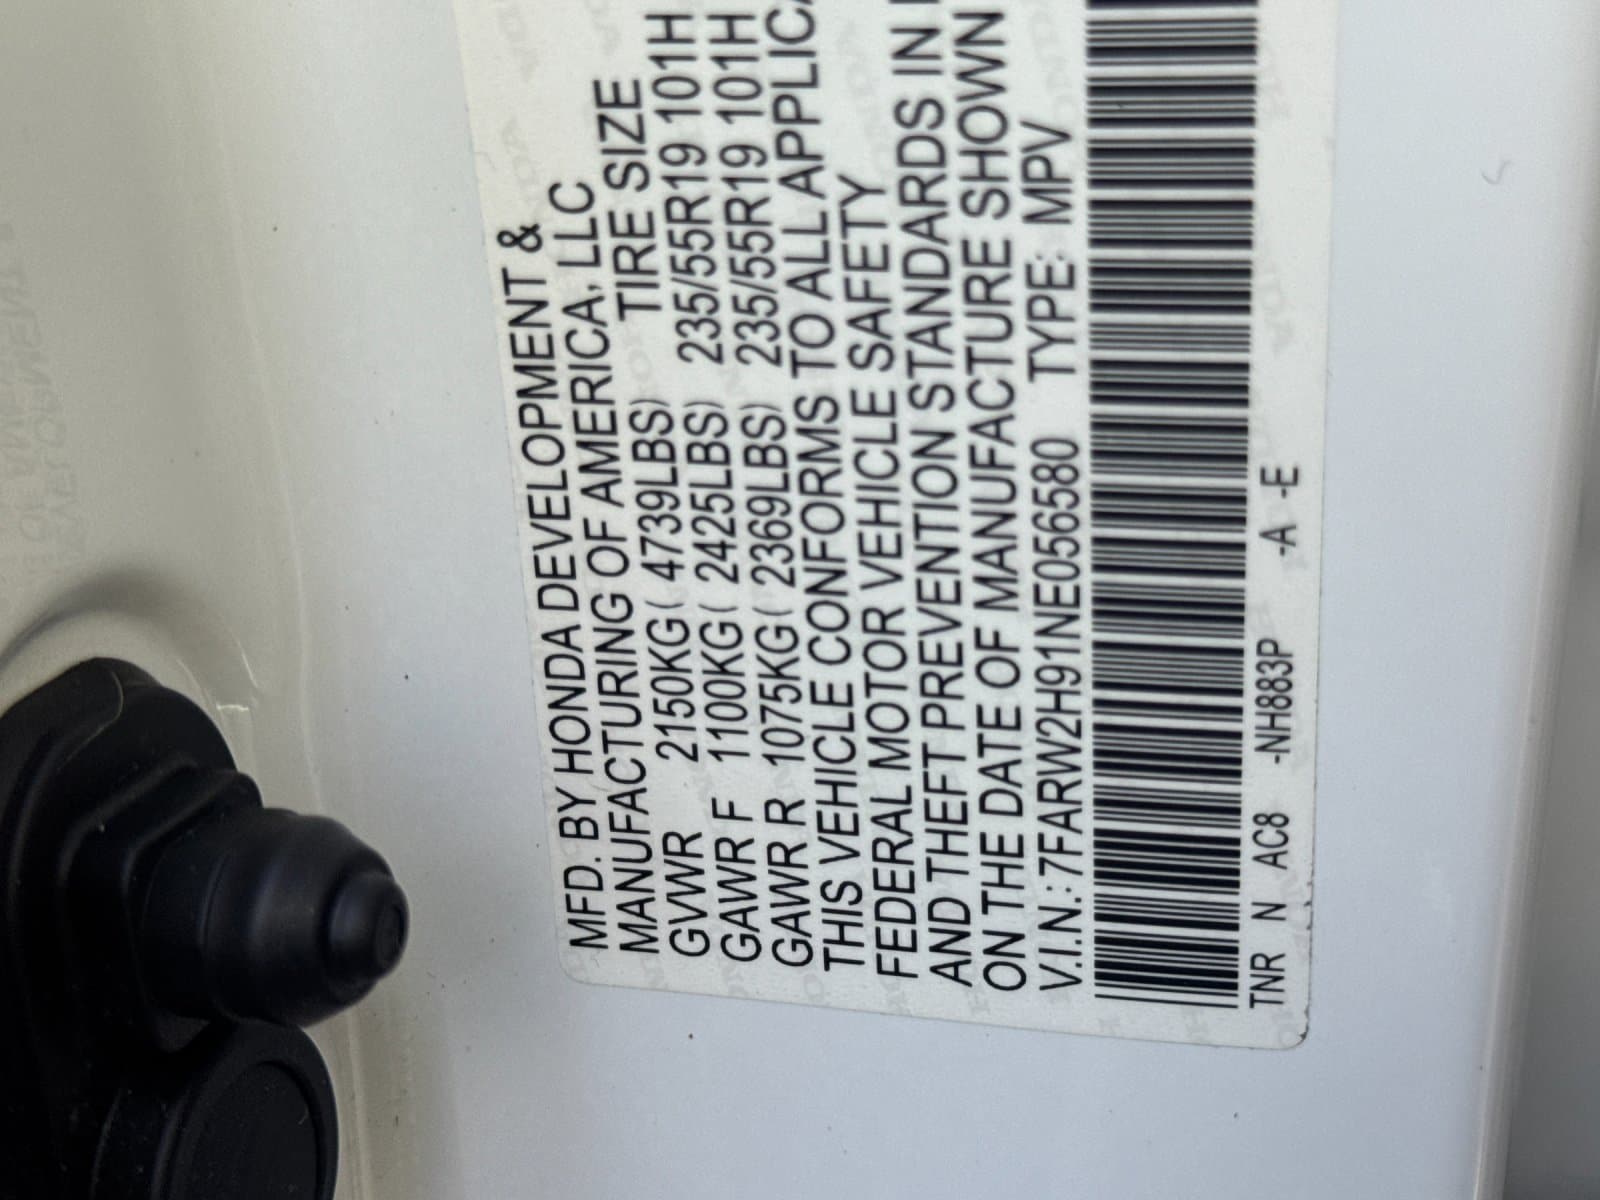 MFD. BY HONDA DEVELOPMENT &
MANUFACTURING OF AMERICA, LLC
GVWR 2150KG( 4739LBS) TIRE SIZE
GAWR F 1100KG( 2425LBS) 235/55R19 101H
GAWR R 1075KG( 2369LBS) 235/55R19 101H
THIS VEHICLE CONFORMS TO ALL APPLICA
FEDERAL MOTOR VEHICLE SAFETY
AND THEFT PREVENTION STANDARDS IN
ON THE DATE OF MANUFACTURE SHOWN
V.I.N.:7FARW2H91NE056580 TYPE: MPV
TNR N AC8 -NH883P -A -E